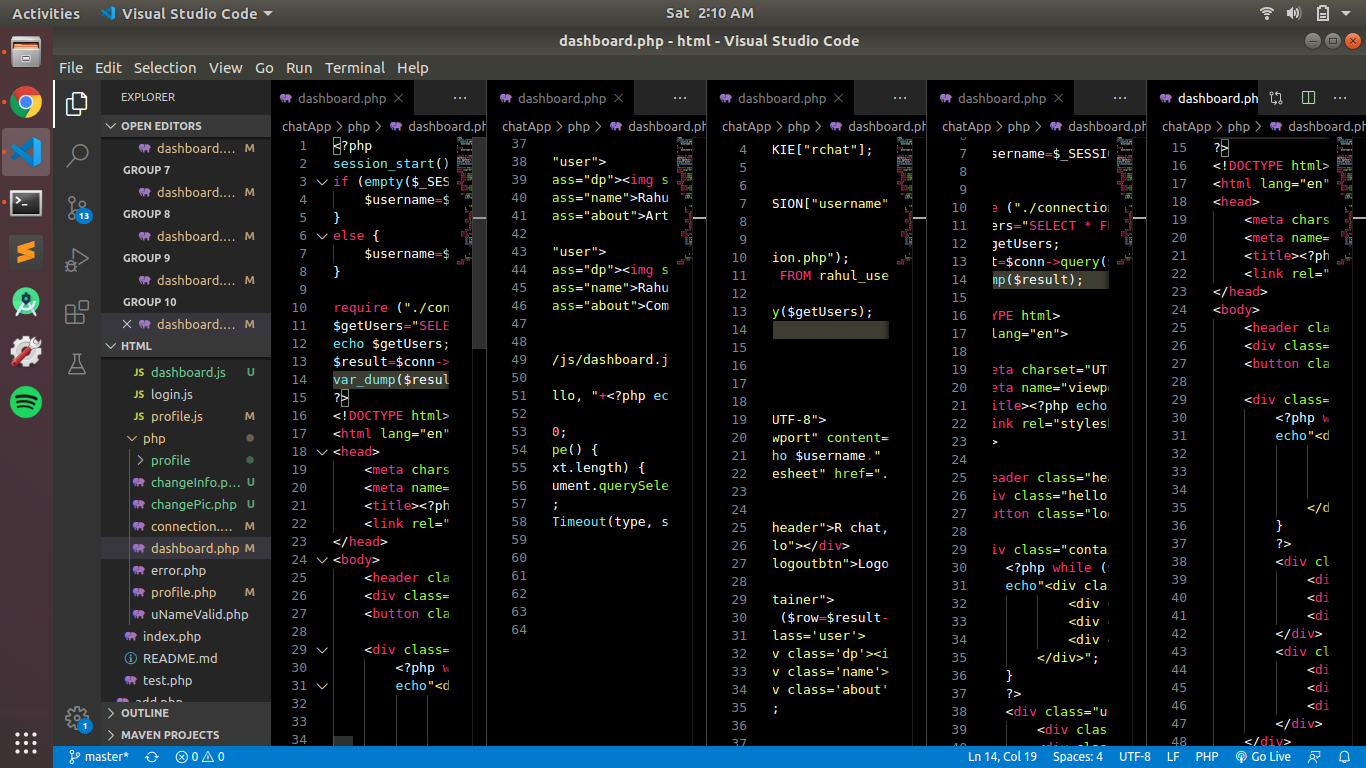 Activities Visual Studio Code Sat 2:10 AM
dashboard.php - html - Visual Studio Code
File Edit Selection View Go Run Terminal Help
EXPLORER
OPEN EDITORS
dashboard.... M
GROUP 7
dashboard.... M
GROUP 8
dashboard.... M
GROUP 9
dashboard.... M
GROUP 10
dashboard.... M
HTML
JS dashboard.js U
JS login.js
JS profile.js M
php
profile
changeInfo.p... U
changePic.php U
connection.... M
dashboard.php M
error.php
profile.php M
uNameValid.php
index.php
README.md
test.php
add.php
OUTLINE
MAVEN PROJECTS
13
1
dashboard.php
chatApp > php > dashboard.ph
1 <?php
2 session_start()
3 if (empty($_SES
4 $username=$
5 }
6 else {
7 $username=$
8 }
9
10 require ("./con
11 $getUsers="SELE
12 echo $getUsers;
13 $result=$conn->
14 var_dump($resul
15 ?>
16 <!DOCTYPE html>
17 <html lang="en"
18 <head>
19 <meta chars
20 <meta name=
21 <title><?ph
22 <link rel="
23 </head>
24 <body>
25 <header cla
26 <div class=
27 <button cla
28
29 <div class=
30 <?php w
31 echo"<d
32
33
34
dashboard.php
chatApp > php > dashboard.ph
37
38 "user">
39 ass="dp"><img s
40 ass="name">Rahu
41 ass="about">Art
42
43 "user">
44 ass="dp"><img s
45 ass="name">Rahu
46 ass="about">Com
47
48
49 /js/dashboard.j
50
51 llo, "+<?php ec
52
53 0;
54 pe() {
55 xt.length) {
56 ument.querySele
57 ;
58 Timeout(type, s
59
60
61
62
63
64
dashboard.php
chatApp > php > dashboard.ph
4 KIE["rchat"];
5
6
7 SION["username"
8
9
10 ion.php");
11 FROM rahul_use
12
13 y($getUsers);
14
15
16
17
18
19 UTF-8">
20 wport" content=
21 ho $username."
22 esheet" href=".
23
24
25 header">R chat,
26 lo"></div>
27 logoutbtn">Logo
28
29 tainer">
30 ($row=$result-
31 lass='user'>
32 v class='dp'><i
33 v class='name'>
34 v class='about'
35 ;
36
37
dashboard.php
chatApp > php > dashboard.ph
7 sername=$_SESSIO
8
9
10 e ("./connection
11 ers="SELECT * F
12 getUsers;
13 t=$conn->query($
14 mp($result);
15
16 YPE html>
17 lang="en">
18
19 eta charset="UT
20 eta name="viewp
21 itle><?php echo
22 ink rel="stylesh
23 >
24
25 eader class="hea
26 iv class="hello
27 utton class="lo
28
29 iv class="conta
30 <?php while (
31 echo"<div clas
32 <div
33 <div
34 <div
35 </div>";
36 }
37 ?>
38 <div class="us
39 <div clas
dashboard.php
chatApp > php > dashboard.ph
15 ?>
16 <!DOCTYPE html>
17 <html lang="en"
18 <head>
19 <meta chars
20 <meta name=
21 <title><?ph
22 <link rel="
23 </head>
24 <body>
25 <header cla
26 <div class=
27 <button cla
28
29 <div class=
30 <?php w
31 echo"<d
32
33
34
35 </d
36 }
37 ?>
38 <div cl
39 <di
40 <di
41 <di
42 </div>
43 <div cl
44 <di
45 <di
46 <di
47 </div>
48 </div>
master* 0 0 Ln 14, Col 19 Spaces: 4 UTF-8 LF PHP Go Live